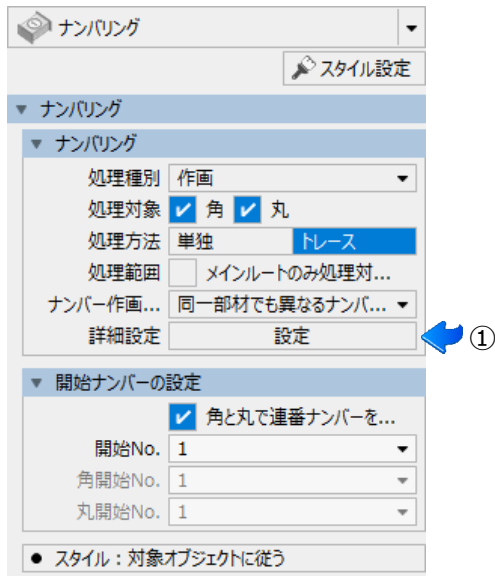 ナンバリング
スタイル設定
ナンバリング
ナンバリング
処理種別 作画
処理対象 角 丸
処理方法 単独 トレース
処理範囲 メインルートのみ処理対...
ナンバー作画... 同一部材でも異なるナンバ...
詳細設定 設定 ①
開始ナンバーの設定
角と丸で連番ナンバーを...
開始No. 1
角開始No. 1
丸開始No. 1
● スタイル：対象オブジェクトに従う